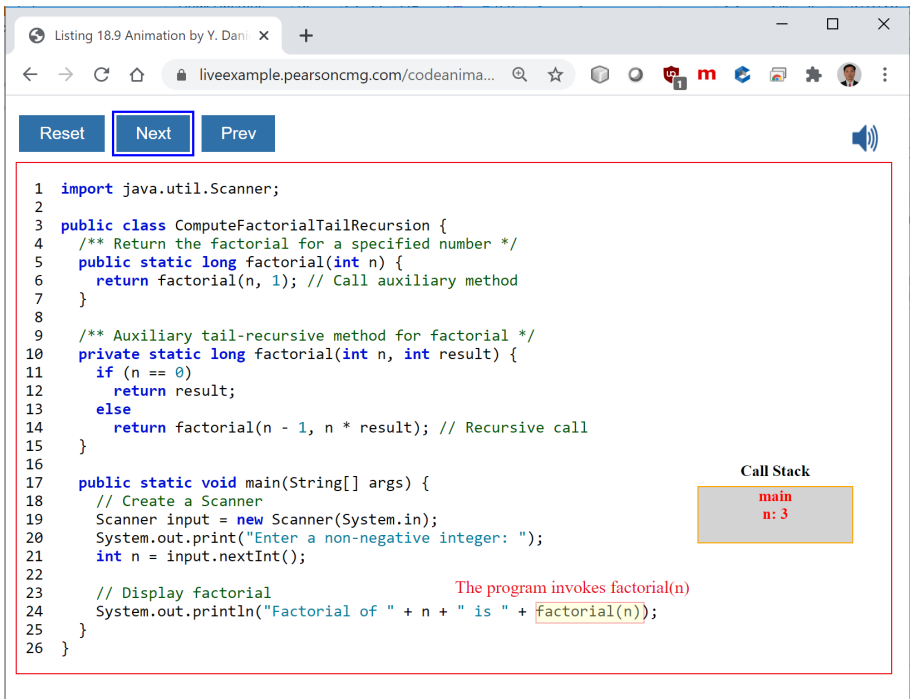 Listing 18.9 Animation by Y. Dani
liveexample.pearsoncmg.com/codeanima...
1
m
Reset Next Prev
1 import java.util.Scanner;
2
3 public class ComputeFactorialTailRecursion {
4 /** Return the factorial for a specified number */
5 public static long factorial(int n) {
6 return factorial(n, 1); // Call auxiliary method
7 }
8
9 /** Auxiliary tail-recursive method for factorial */
10 private static long factorial(int n, int result) {
11 if (n == 0)
12 return result;
13 else
14 return factorial(n - 1, n * result); // Recursive call
15 }
16
Call Stack
17 public static void main(String[] args) {
18 // Create a Scanner
main
19 Scanner input = new Scanner(System.in);
n: 3
20 System.out.print("Enter a non-negative integer: ");
21 int n = input.nextInt();
22
23 // Display factorial
The program invokes factorial(n)
24 System.out.println("Factorial of " + n + " is " + factorial(n));
25 }
26 }